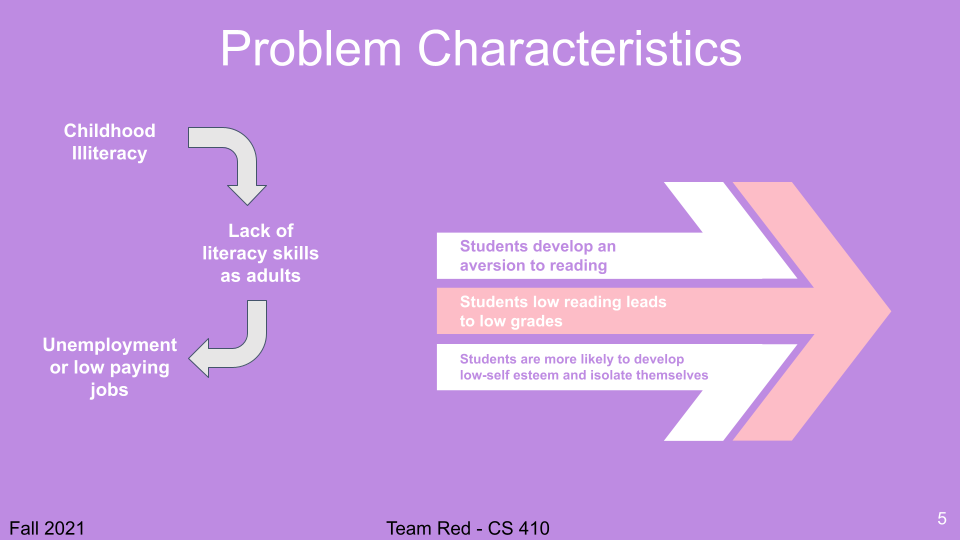 Problem Characteristics
Childhood
Illiteracy
Lack of
literacy skills
as adults
Unemployment
or low paying
jobs
Students develop an
aversion to reading
Students low reading leads
to low grades
Students are more likely to develop
low-self esteem and isolate themselves
Fall 2021
Team Red - CS 410
5